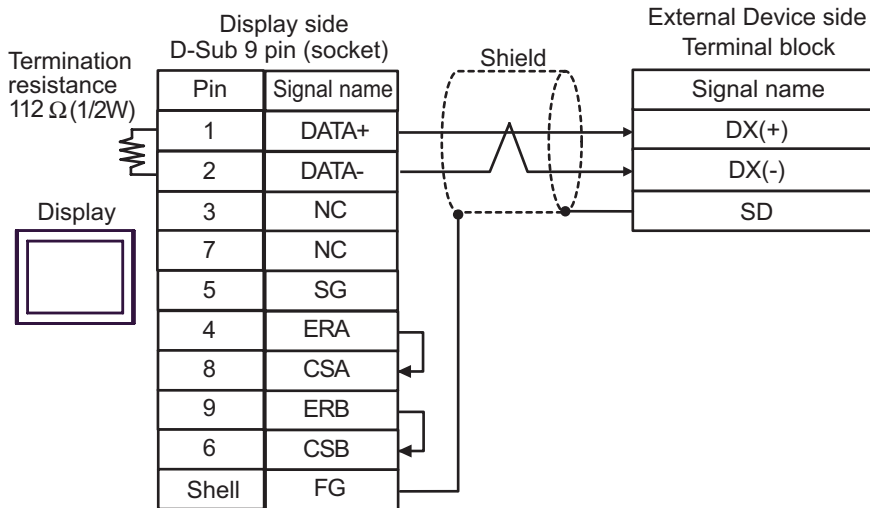 Display side
D-Sub 9 pin (socket)
Termination
resistance
112 Ω (1/2W)
Display
Pin Signal name
1 DATA+
2 DATA-
3 NC
7 NC
5 SG
4 ERA
8 CSA
9 ERB
6 CSB
Shell FG
Shield
External Device side
Terminal block
Signal name
DX(+)
DX(-)
SD